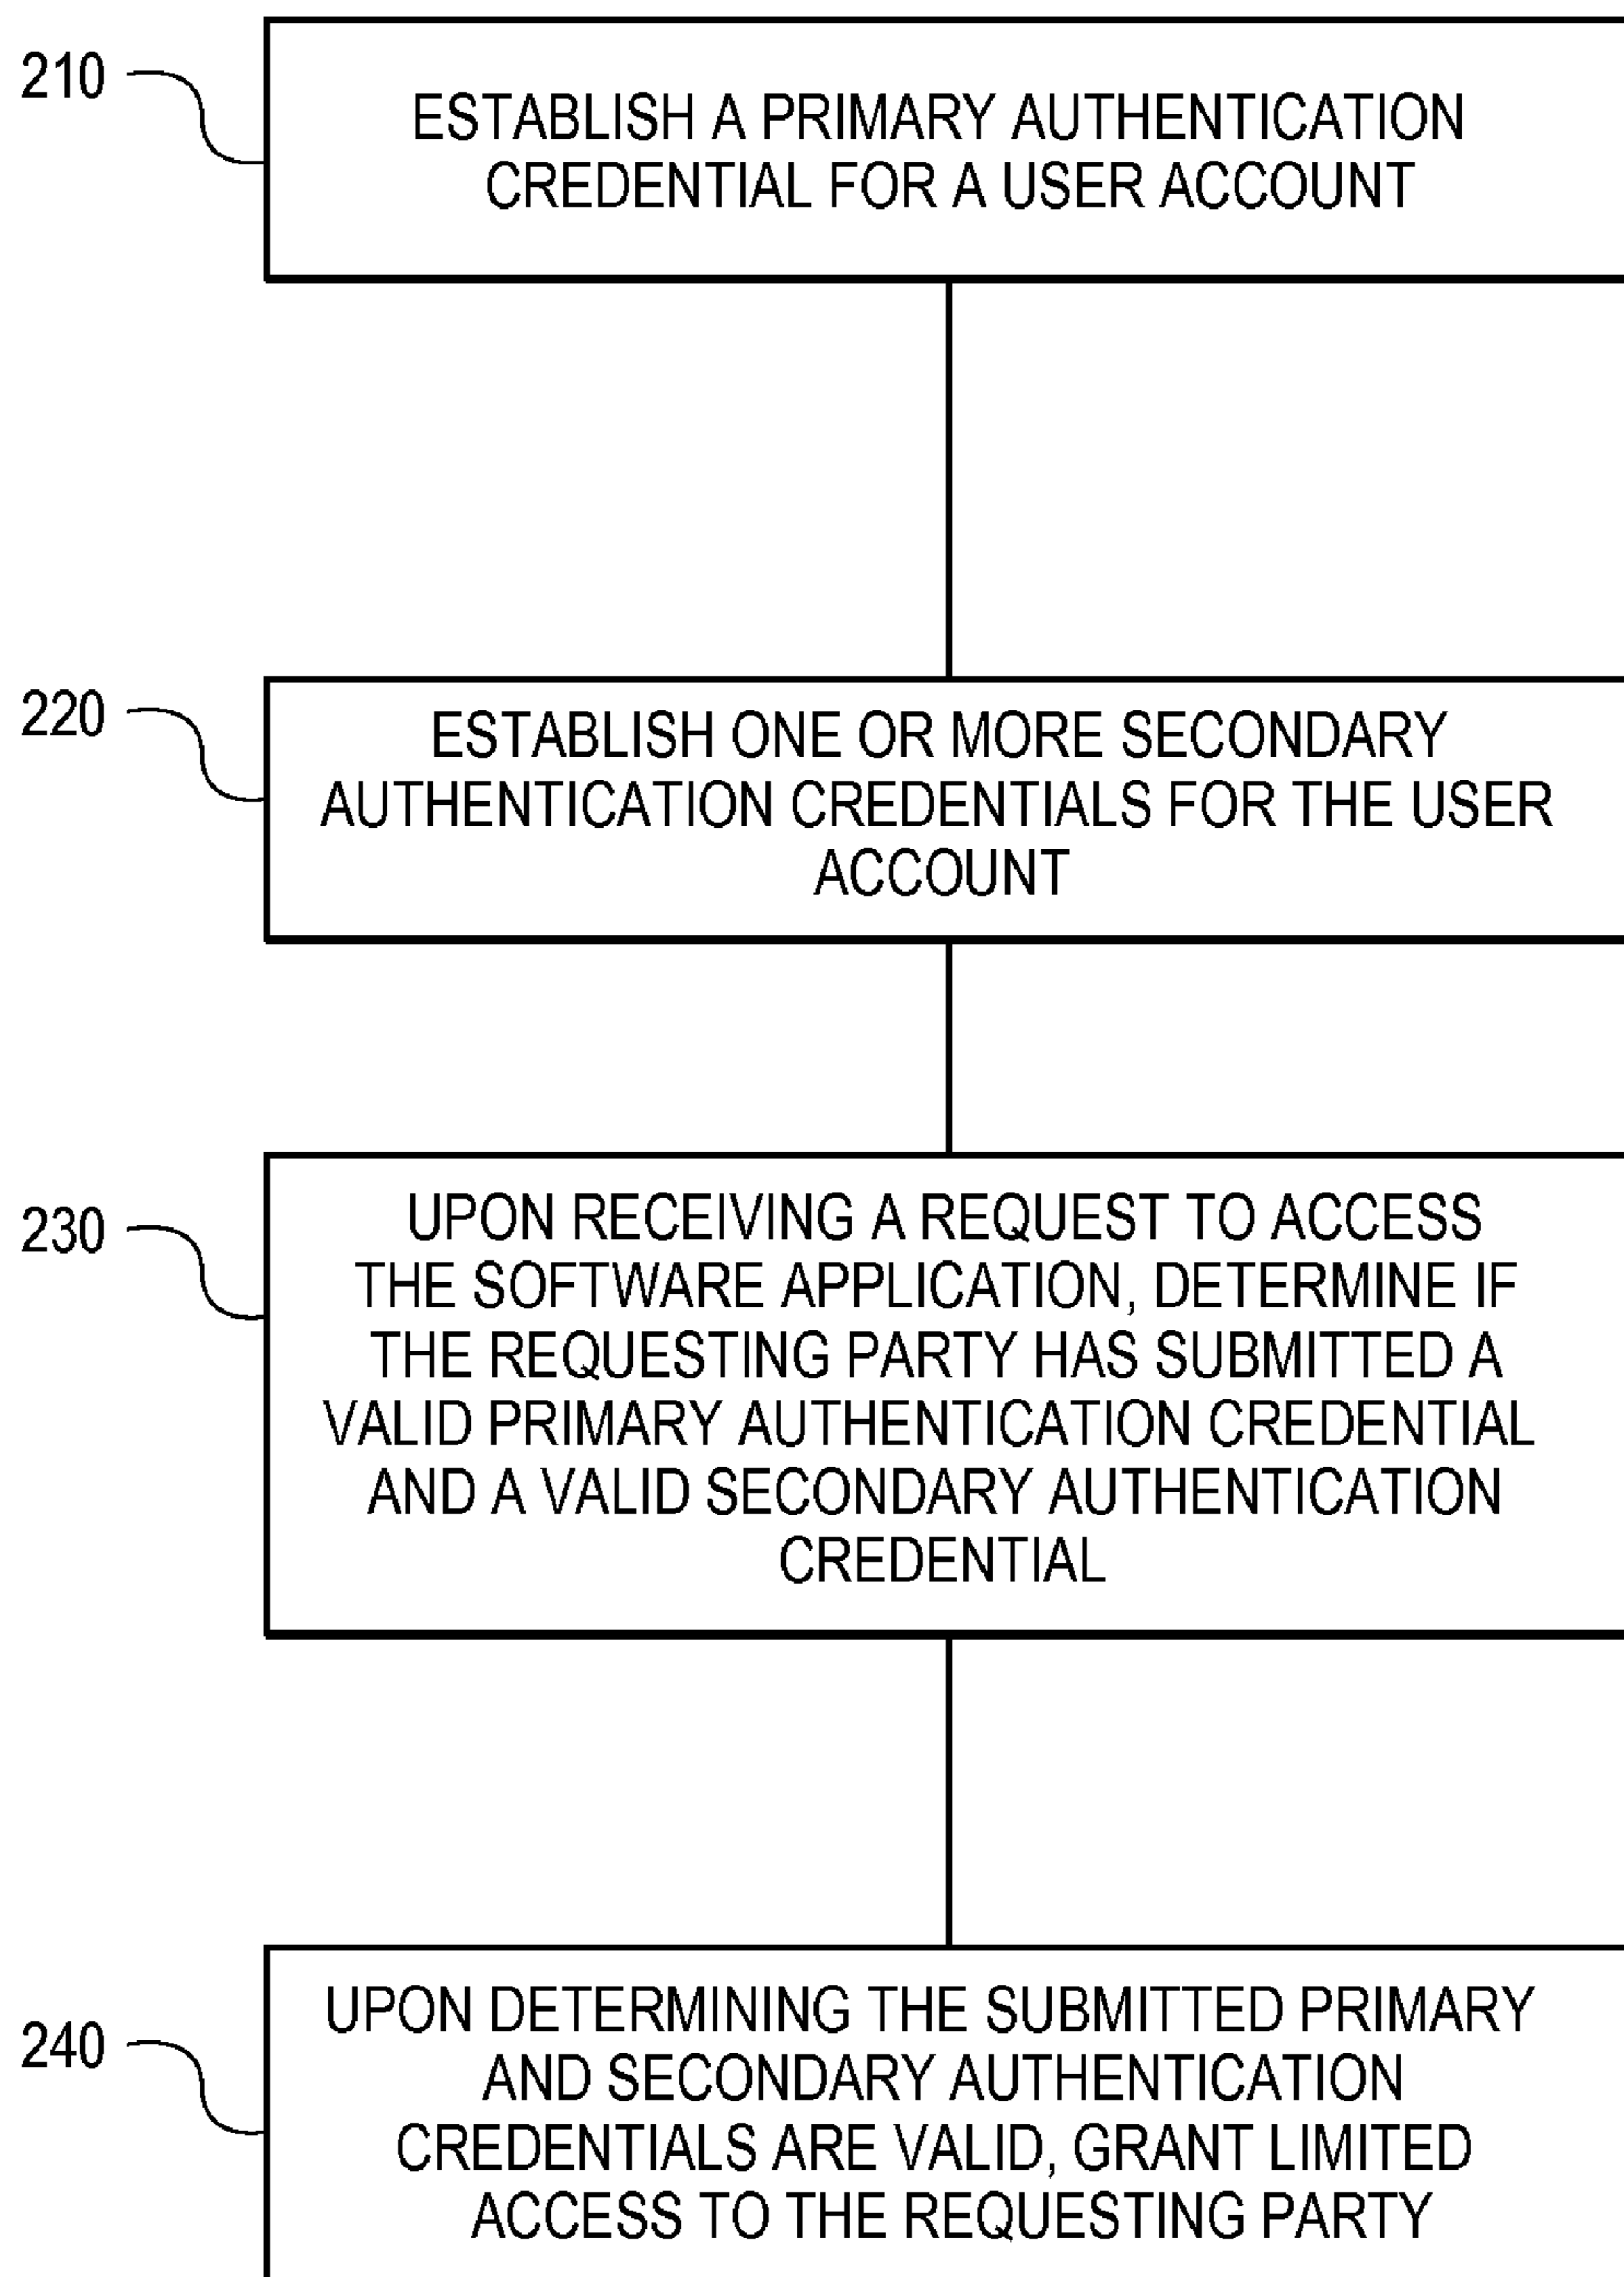 210
ESTABLISH A PRIMARY AUTHENTICATION
CREDENTIAL FOR A USER ACCOUNT
220
ESTABLISH ONE OR MORE SECONDARY
AUTHENTICATION CREDENTIALS FOR THE USER
ACCOUNT
230
UPON RECEIVING A REQUEST TO ACCESS
THE SOFTWARE APPLICATION, DETERMINE IF
THE REQUESTING PARTY HAS SUBMITTED A
VALID PRIMARY AUTHENTICATION CREDENTIAL
AND A VALID SECONDARY AUTHENTICATION
CREDENTIAL
240
UPON DETERMINING THE SUBMITTED PRIMARY
AND SECONDARY AUTHENTICATION
CREDENTIALS ARE VALID, GRANT LIMITED
ACCESS TO THE REQUESTING PARTY